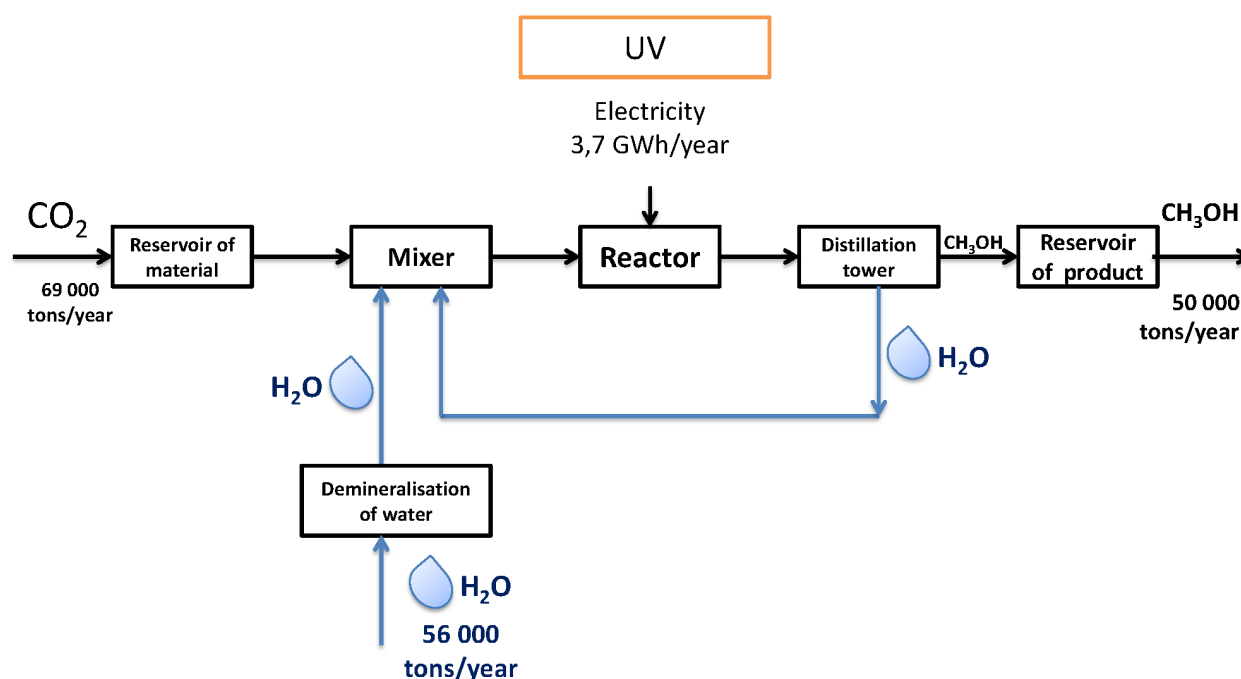 UV
Electricity
3,7 GWh/year
CO₂
69 000
tons/year
Reservoir of
material
Mixer
Reactor
Distillation
tower
CH₃OH
Reservoir
of product
CH₃OH
50 000
tons/year
H₂O
H₂O
Demineralisation
of water
H₂O
56 000
tons/year